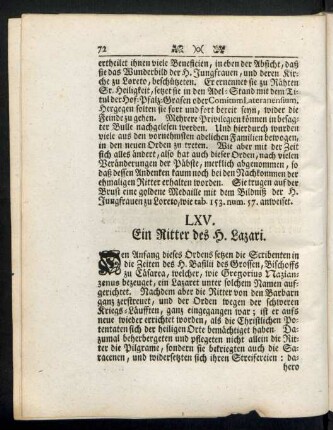 72
ertheilet ihnen viele Beneficien, in eben der Absicht, daß
sie das Wunderbild der H. Jungfrauen, und deren Kir-
che zu Loreto, beschützeten. Er ernennet sie zu Räthen
Sr. Heiligkeit, setzet sie in den Adel-Stand mit dem Ti-
tul der Hof-Pfalz-Grafen oder Comitum Lateranensium.
Hergegen sollen sie fort und fort bereit seyn, wider die
Feinde zu gehen. Mehrere Privilegien können in besag-
ter Bulle nachgelesen werden. Und hierdurch wurden
viele aus den vornehmsten adelichen Familien bewogen,
in den neuen Orden zu treten. Wie aber mit der Zeit
sich alles ändert, also hat auch dieser Orden, nach vielen
Veränderungen der Päbste, merklich abgenommen, so
daß dessen Andenken kaum noch bei den Nachkommen der
ehmaligen Ritter erhalten worden. Sie trugen auf der
Brust eine goldene Medaille mit dem Bildniß der H.
Jungfrauen zu Loreto, wie tab. 153. num. 57. antweiset.
LXV.
Ein Ritter des H. Lazari.
Den Anfang dieses Ordens setzen die Scribenten in
die Zeiten des H. Basilii des Grossen, Bischoffs
zu Cäsarea, welcher, wie Gregorius Nazian-
zenus bezeuget, ein Lazaret unter solchem Namen auf-
gerichtet. Nachdem aber die Ritter von den Barbarn
ganz zerstreuet, und der Orden wegen der schweren
Kriegs-Läufften, ganz eingegangen war; ist er aufs
neue wieder errichtet worden, als die Christlichen Po-
tentaten sich der heiligen Orte bemächtiget haben. Da-
zumal beherbergeten und pflegeten nicht allein die Rit-
ter die Pilgrame, sondern sie bekriegten auch die Sa-
racenen, und widersetzten sich ihren Streifereien: da-
hero